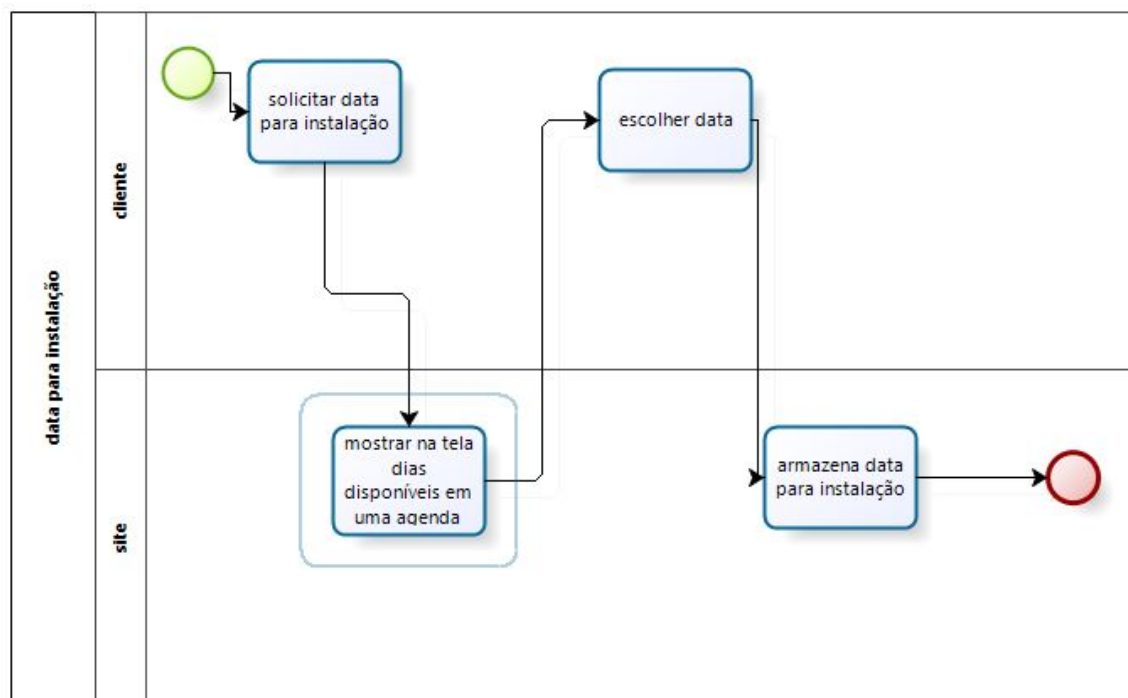 data para instalação
cliente
solicitar data
para instalação
escolher data
site
mostrar na tela
dias
disponíveis em
uma agenda
armazena data
para instalação